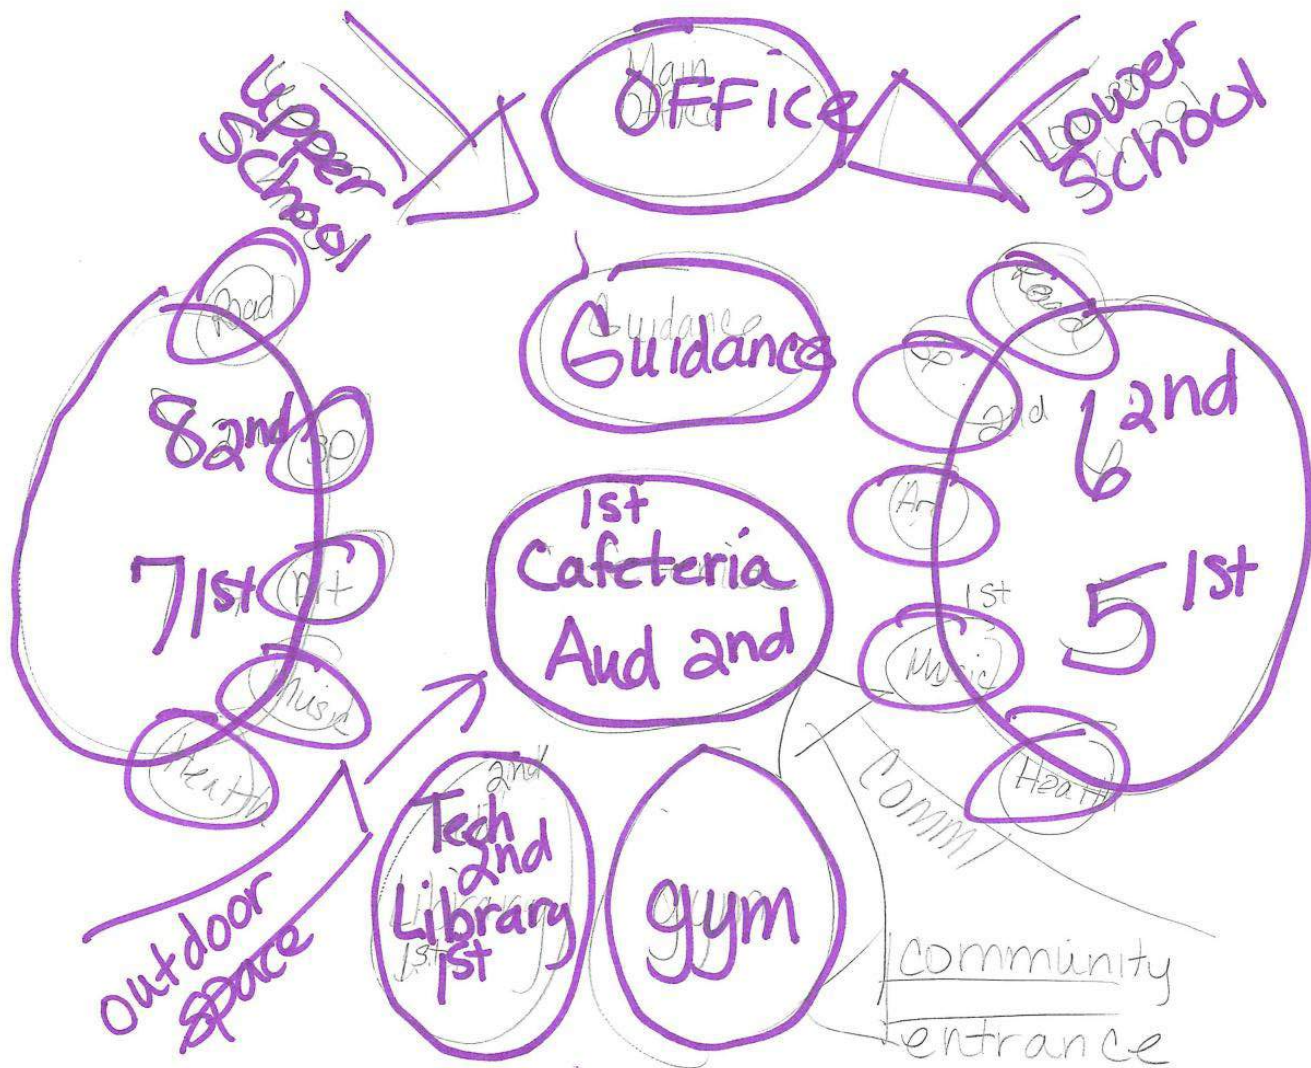 Upper
School
Main
Office
OFFICE
Lower
School
Read
Guidance
Guidance
Read
8 2nd
Sp
Sp
2nd
6 2nd
7 1st
Art
1st
Cafeteria
Aud 2nd
Art
1st
5 1st
Music
Music
Health
Health
2nd
Tech
2nd
Library
Library
1st
1st
gym
comm
outdoor
space
community
entrance